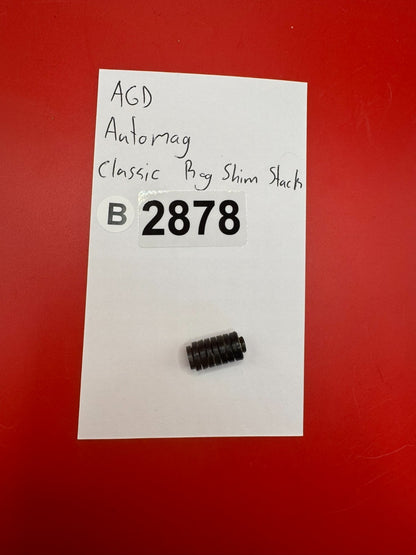 AGD
Automag
Classic Reg Shim Stack
B 2878